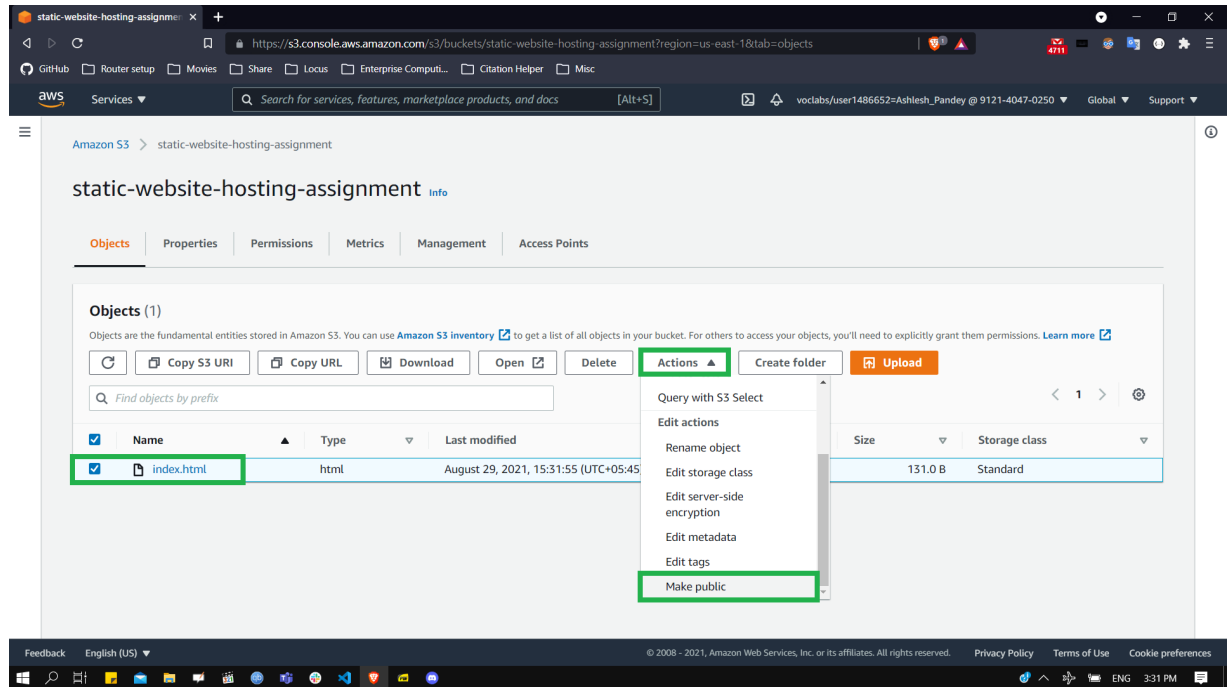 static-website-hosting-assignmen
https://s3.console.aws.amazon.com/s3/buckets/static-website-hosting-assignment?region=us-east-1&tab=objects
4711
GitHub Router setup Movies Share Locus Enterprise Computi... Citation Helper Misc
aws Services ▼ Search for services, features, marketplace products, and docs [Alt+S] voclabs/user1486652=Ashlesh_Pandey @ 9121-4047-0250 ▼ Global ▼ Support ▼
Amazon S3 > static-website-hosting-assignment
static-website-hosting-assignment Info
Objects Properties Permissions Metrics Management Access Points
Objects (1)
Objects are the fundamental entities stored in Amazon S3. You can use Amazon S3 inventory to get a list of all objects in your bucket. For others to access your objects, you'll need to explicitly grant them permissions. Learn more
Copy S3 URI Copy URL Download Open Delete Actions ▲ Create folder Upload
Find objects by prefix
< 1 >
Query with S3 Select
Edit actions
Rename object
Edit storage class
Edit server-side
encryption
Edit metadata
Edit tags
Make public
Name ▲ Type Last modified Size Storage class
index.html html August 29, 2021, 15:31:55 (UTC+05:45 131.0 B Standard
Feedback English (US) ▼ © 2008 - 2021, Amazon Web Services, Inc. or its affiliates. All rights reserved. Privacy Policy Terms of Use Cookie preferences
ENG 3:31 PM